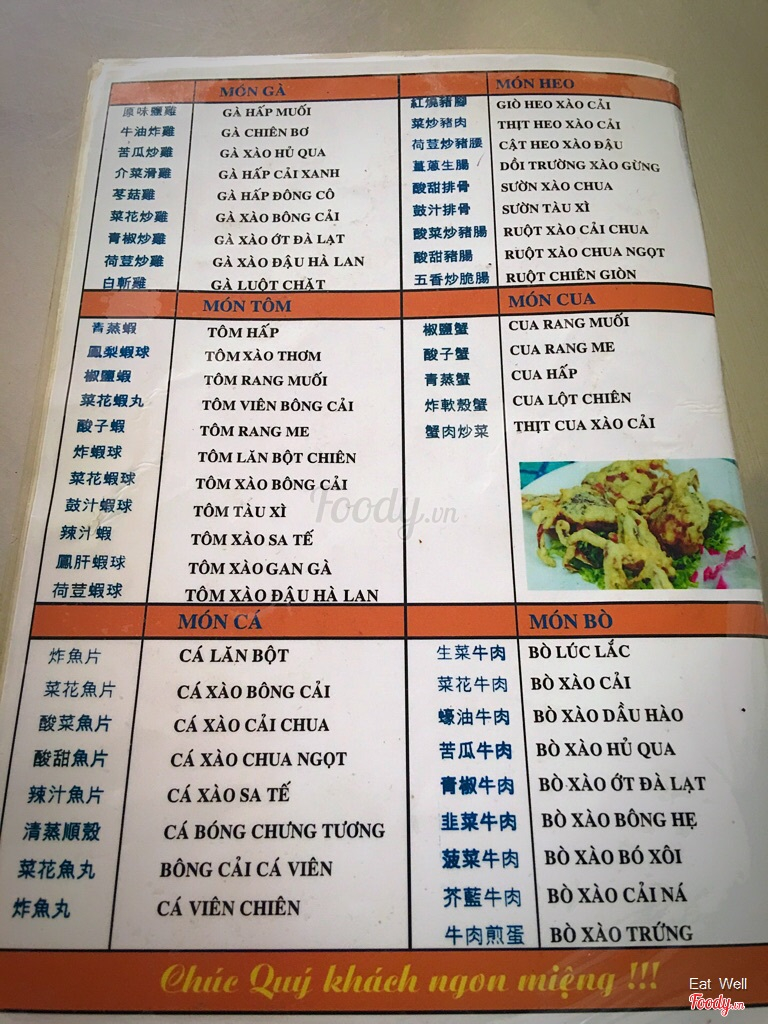 MÓN GÀ
原味鹽雞 GÀ HẤP MUỐI
牛油炸雞 GÀ CHIÊN BƠ
苦瓜炒雞 GÀ XÀO HỦ QUA
介菜滑雞 GÀ HẤP CẢI XANH
苳菇雞 GÀ HẤP ĐÔNG CÔ
菜花炒雞 GÀ XÀO BÔNG CẢI
青椒炒雞 GÀ XÀO ỚT ĐÀ LẠT
荷荳炒雞 GÀ XÀO ĐẬU HÀ LAN
白斬雞 GÀ LUỘT CHẶT
MÓN HEO
紅燒豬腳 GIÒ HEO XÀO CẢI
菜炒豬肉 THỊT HEO XÀO CẢI
荷荳炒豬腰 CẬT HEO XÀO ĐẬU
薑蔥生腸 DỒI TRƯỜNG XÀO GỪNG
酸甜排骨 SƯỜN XÀO CHUA
鼓汁排骨 SƯỜN TÀU XÌ
酸菜炒豬腸 RUỘT XÀO CẢI CHUA
酸甜豬腸 RUỘT XÀO CHUA NGỌT
五香炒脆腸 RUỘT CHIÊN GIÒN
MÓN TÔM
青蒸蝦 TÔM HẤP
鳳梨蝦球 TÔM XÀO THƠM
椒鹽蝦 TÔM RANG MUỐI
菜花蝦丸 TÔM VIÊN BÔNG CẢI
酸子蝦 TÔM RANG ME
炸蝦球 TÔM LĂN BỘT CHIÊN
菜花蝦球 TÔM XÀO BÔNG CẢI
鼓汁蝦球 TÔM TÀU XÌ
辣汁蝦 TÔM XÀO SA TẾ
鳳肝蝦球 TÔM XÀO GAN GÀ
荷荳蝦球 TÔM XÀO ĐẬU HÀ LAN
MÓN CUA
椒鹽蟹 CUA RANG MUỐI
酸子蟹 CUA RANG ME
青蒸蟹 CUA HẤP
炸軟殼蟹 CUA LỘT CHIÊN
蟹肉炒菜 THỊT CUA XÀO CẢI
Foody.vn
MÓN CÁ
炸魚片 CÁ LĂN BỘT
菜花魚片 CÁ XÀO BÔNG CẢI
酸菜魚片 CÁ XÀO CẢI CHUA
酸甜魚片 CÁ XÀO CHUA NGỌT
辣汁魚片 CÁ XÀO SA TẾ
清蒸順殼 CÁ BÓNG CHƯNG TƯƠNG
菜花魚丸 BÔNG CẢI CÁ VIÊN
炸魚丸 CÁ VIÊN CHIÊN
MÓN BÒ
生菜牛肉 BÒ LÚC LẮC
菜花牛肉 BÒ XÀO CẢI
蠔油牛肉 BÒ XÀO DẦU HÀO
苦瓜牛肉 BÒ XÀO HỦ QUA
青椒牛肉 BÒ XÀO ỚT ĐÀ LẠT
韭菜牛肉 BÒ XÀO BÔNG HẸ
菠菜牛肉 BÒ XÀO BÓ XÔI
芥藍牛肉 BÒ XÀO CẢI NÁ
牛肉煎蛋 BÒ XÀO TRỨNG
Chúc Quý khách ngon miệng !!!
Eat Well
Foody.vn